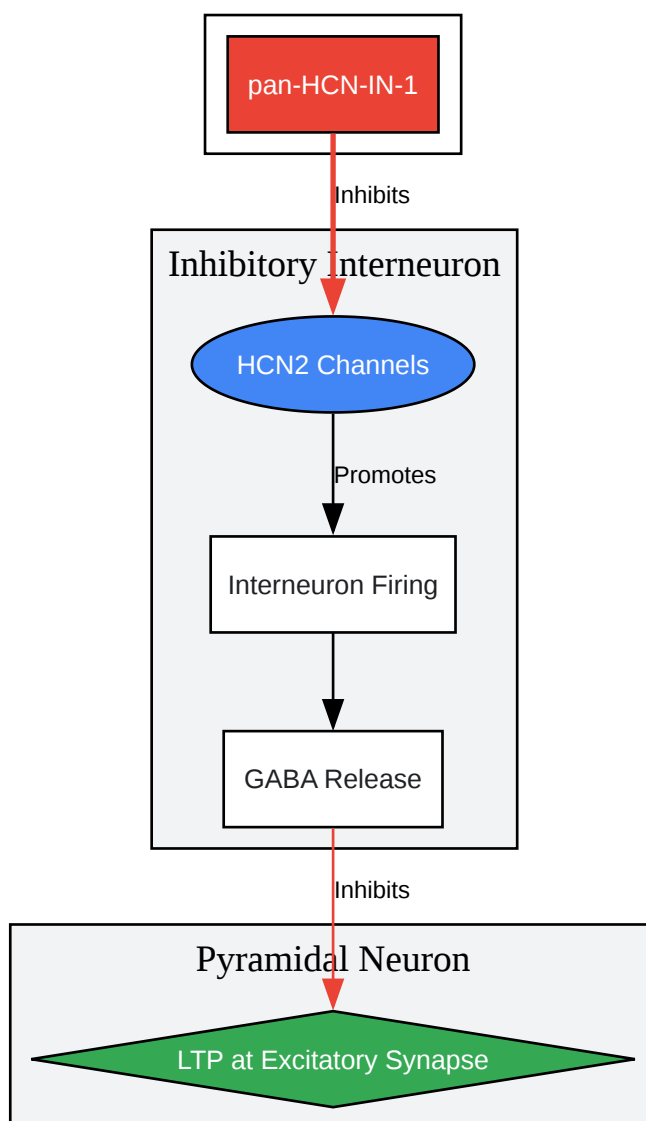 pan-HCN-IN-1
Inhibits
Inhibitory Interneuron
HCN2 Channels
Promotes
Interneuron Firing
GABA Release
Inhibits
Pyramidal Neuron
LTP at Excitatory Synapse